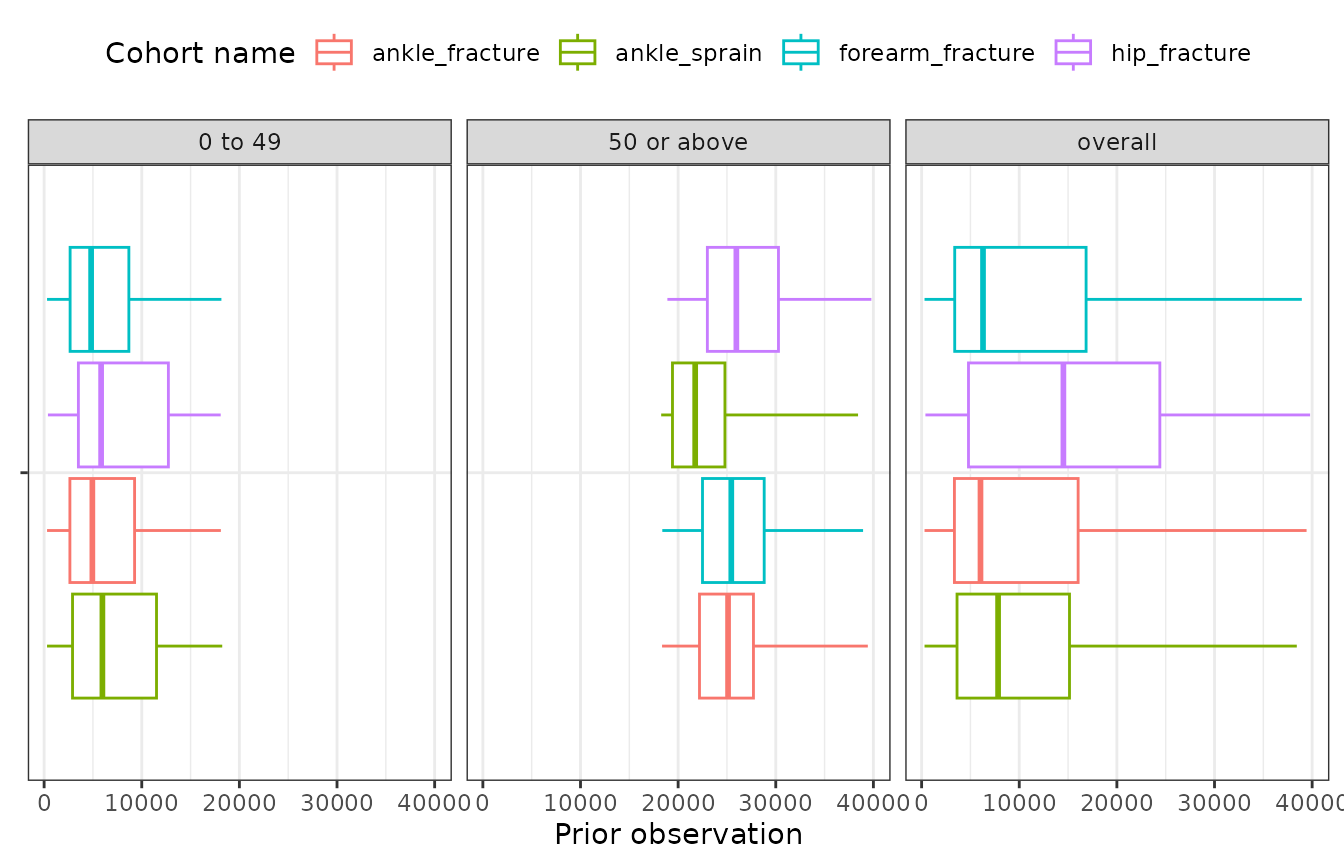 Cohort name ankle_fracture ankle_sprain forearm_fracture hip_fracture
0 to 49 50 or above overall
0 10000 20000 30000 40000 0 10000 20000 30000 40000 0 10000 20000 30000 40000
Prior observation